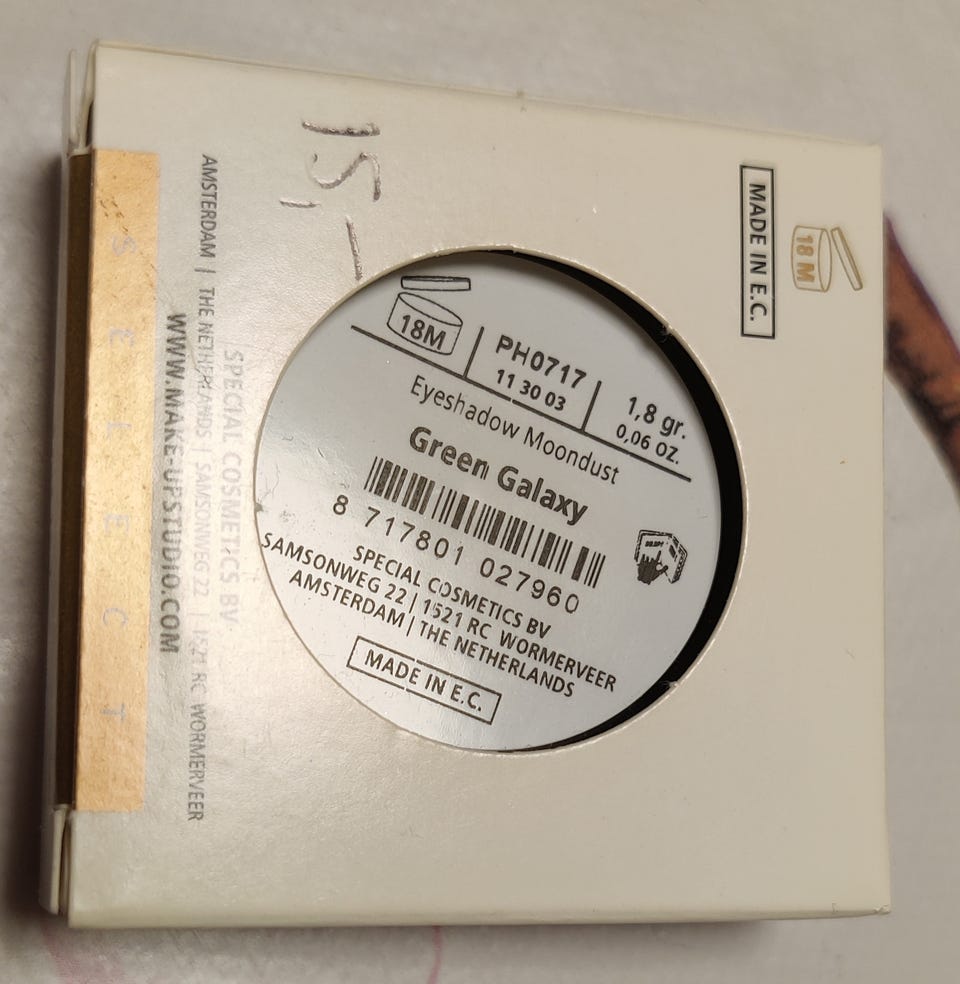 15,-
MADE IN E.C.
18 M
SELECT
SPECIAL COSMETICS BV
AMSTERDAM | THE NETHERLANDS | SAMSONWEG 22 | 1521 RC WORMERVEER
WWW.MAKE-UPSTUDIO.COM
18M
PH0717
11 30 03
1,8 gr.
0,06 OZ.
Eyeshadow Moondust
Green Galaxy
8 717801 027960
SPECIAL COSMETICS BV
SAMSONWEG 22 | 1521 RC WORMERVEER
AMSTERDAM | THE NETHERLANDS
MADE IN E.C.